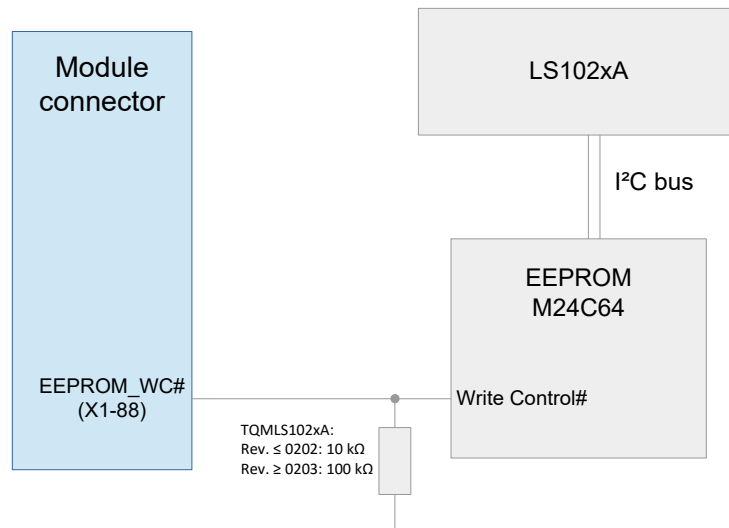 Module
connector
LS102xA
I²C bus
EEPROM
M24C64
EEPROM_WC#
(X1-88)
Write Control#
TQMLS102xA:
Rev. ≤ 0202: 10 kΩ
Rev. ≥ 0203: 100 kΩ